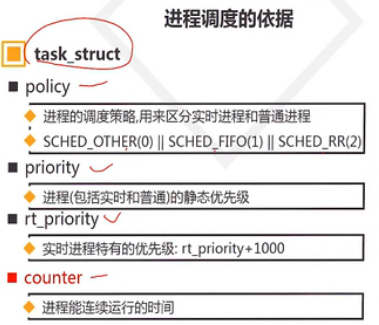 进程调度的依据
task_struct
policy
进程的调度策略,用来区分实时进程和普通进程
SCHED_OTHER(0) || SCHED_FIFO(1) || SCHED_RR(2)
priority
进程(包括实时和普通)的静态优先级
rt_priority
实时进程特有的优先级: rt_priority+1000
counter
进程能连续运行的时间